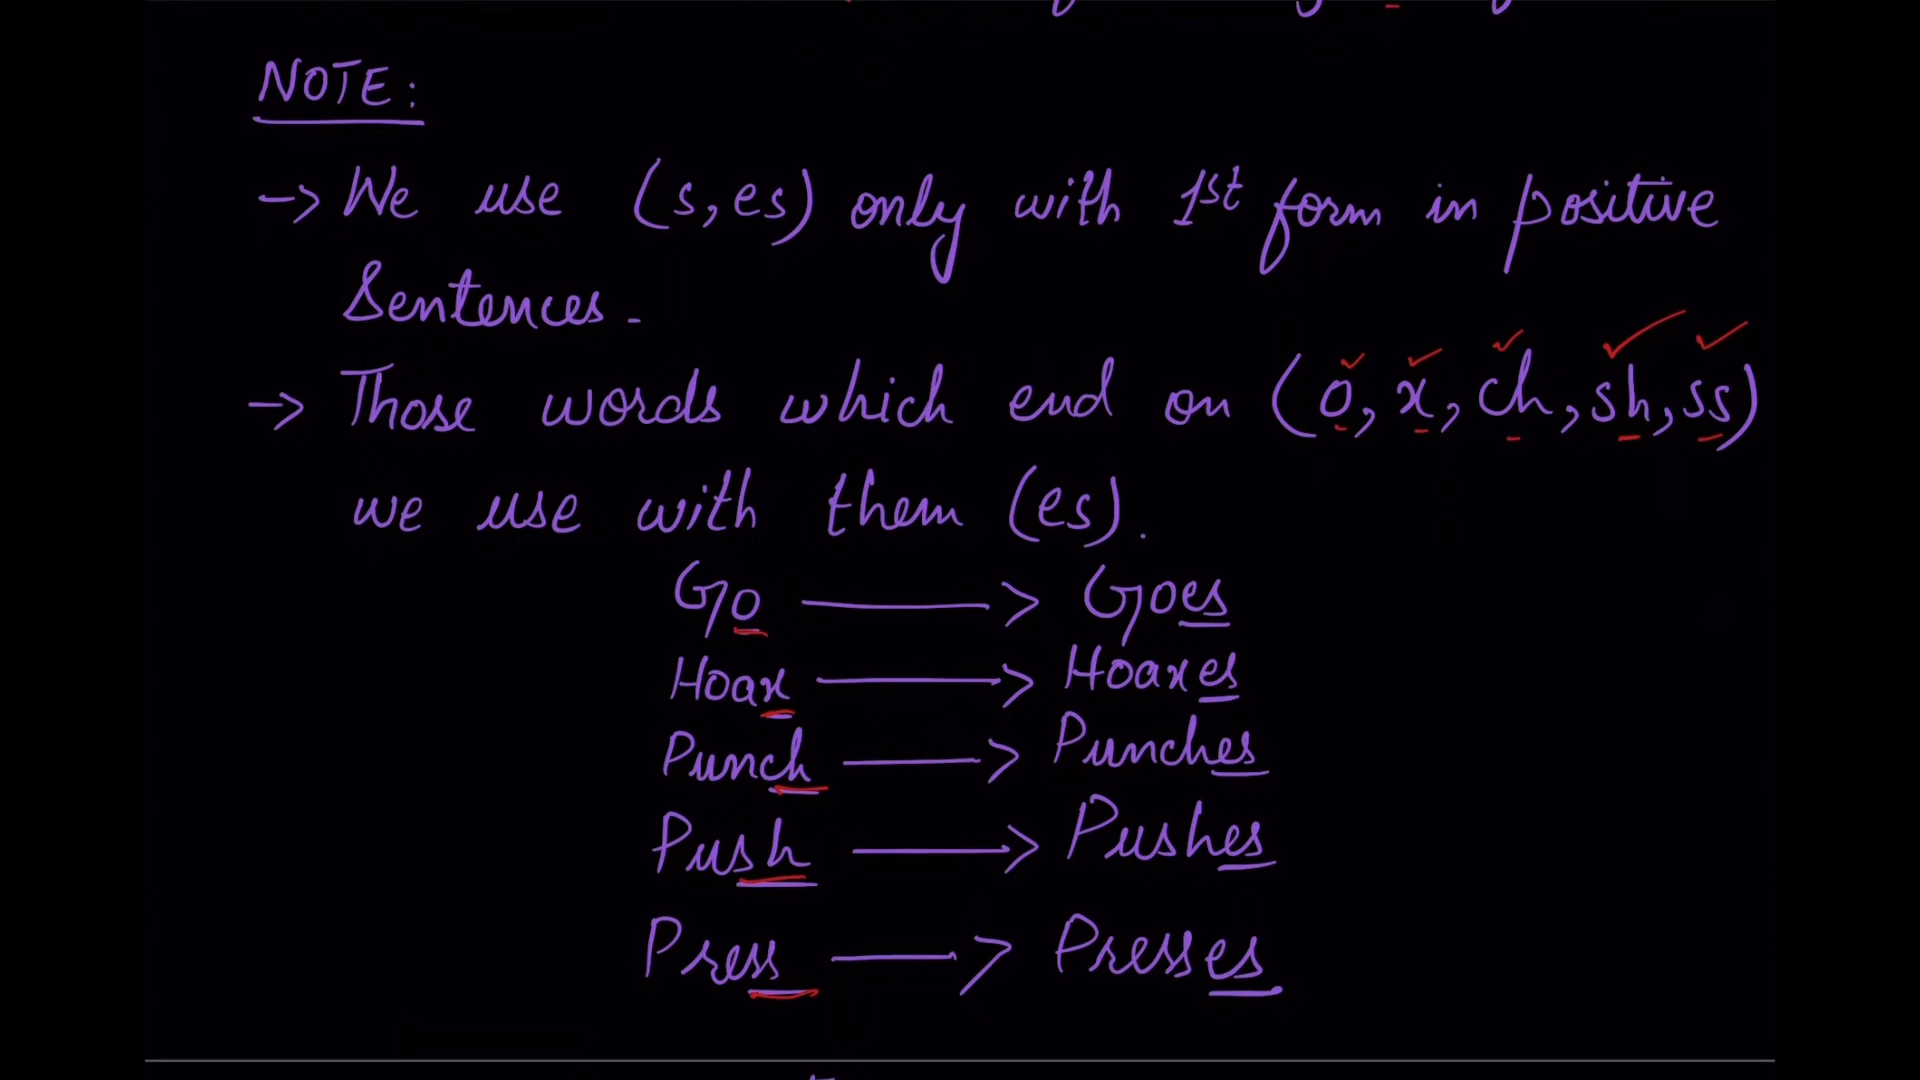 NOTE:
→ We use (s, es) only with 1st form in positive
Sentences.
→ Those words which end on (o, x, ch, sh, ss)
we use with them (es).
Go → Goes
Hoax → Hoaxes
Punch → Punches
Push → Pushes
Press → Presses